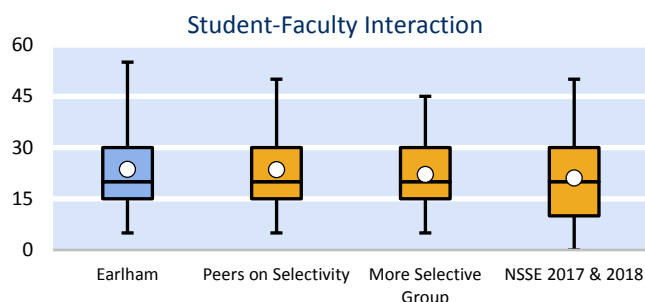 Student-Faculty Interaction
60
45
30
15
0
Earlham
Peers on Selectivity
More Selective
Group
NSSE 2017 & 2018